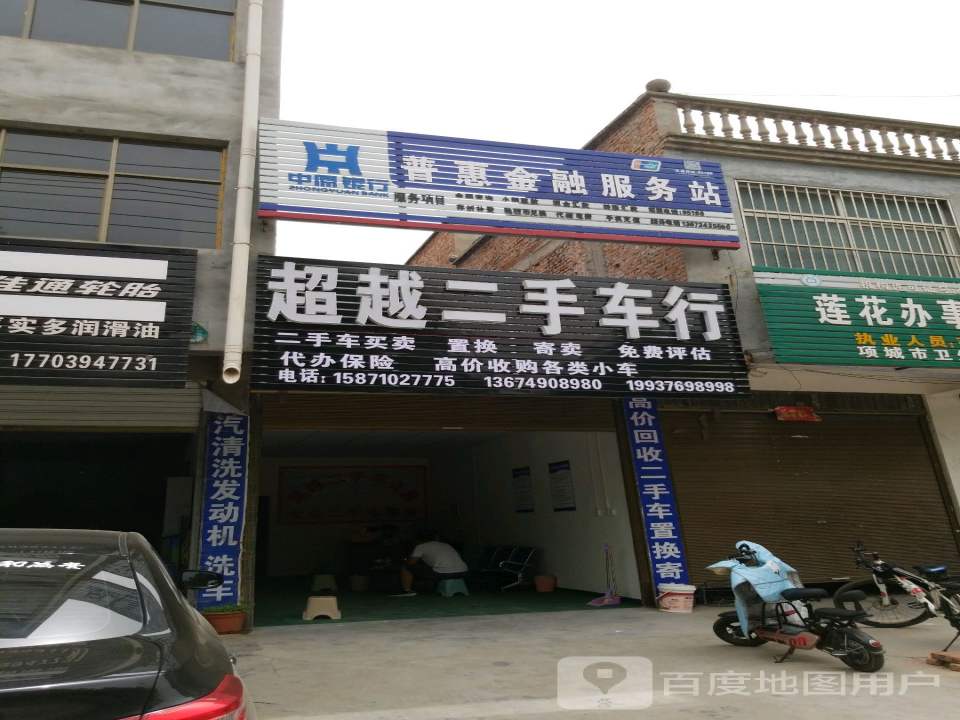 中原银行
ZHONGYUAN BANK
普惠金融服务站
服务项目
超越二手车行
二手车买卖 置换 寄卖 免费评估
代办保险 高价收购各类小车
电话:15871027775 13674908980 19937698998
佳通轮胎
实多润滑油
17703947731
莲花办事
执业人员:
项城市卫
汽清洗发动机 洗车
高价回收二手车置换寄
百度地图用户